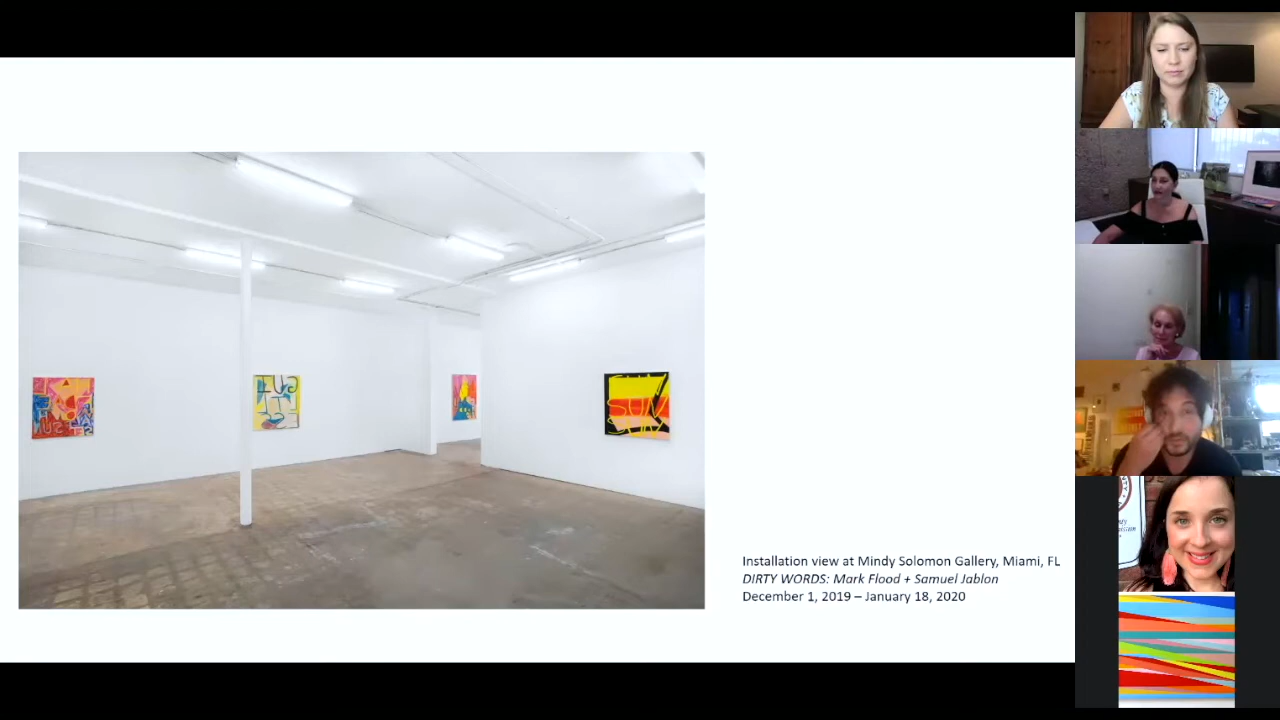 SUN
Installation view at Mindy Solomon Gallery, Miami, FL
DIRTY WORDS: Mark Flood + Samuel Jablon
December 1, 2019 – January 18, 2020